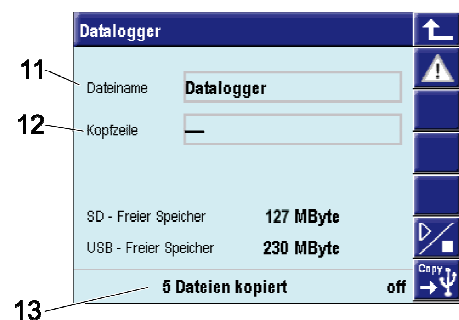 Datalogger
11
Dateiname Datalogger
12
Kopfzeile —
SD - Freier Speicher 127 MByte
USB - Freier Speicher 230 MByte
5 Dateien kopiert off
Copy
13